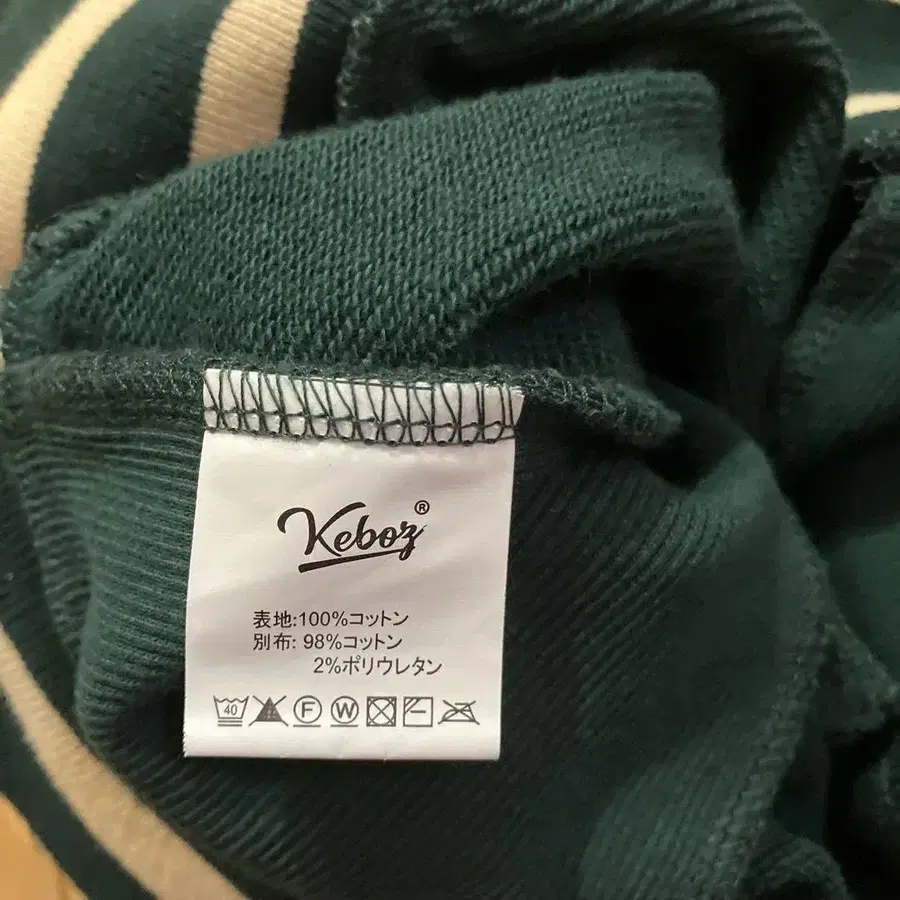 Keboz®
表地:100%コットン
別布: 98%コットン
2%ポリウレタン
40 F W